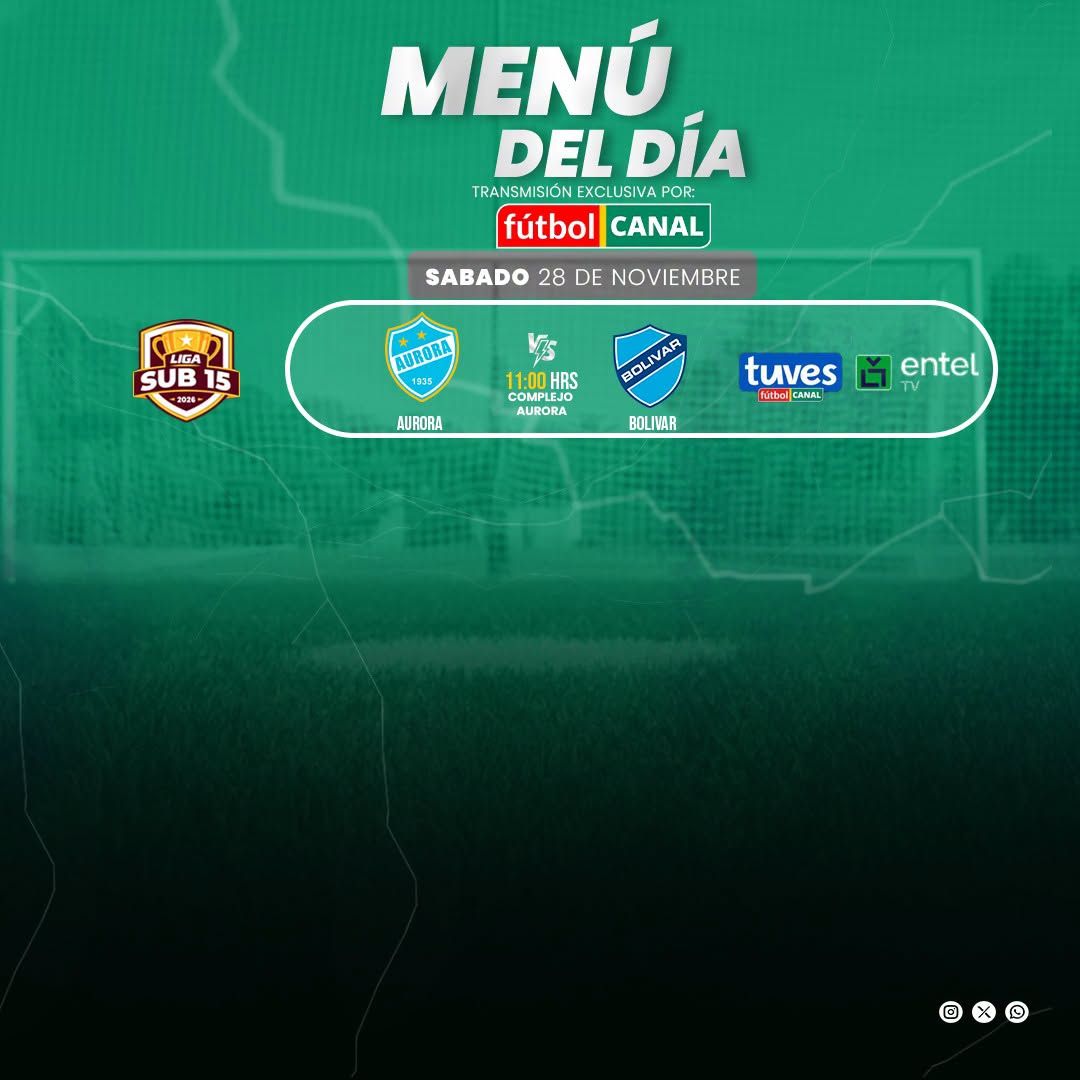 MENÚ
DEL DÍA
TRANSMISIÓN EXCLUSIVA POR:
fútbol CANAL
SABADO 28 DE NOVIEMBRE
LIGA
SUB 15
2026
AURORA
1935
AURORA
VS
11:00 HRS
COMPLEJO
AURORA
BOLIVAR
BOLIVAR
tuves
fútbol CANAL
entel
TV